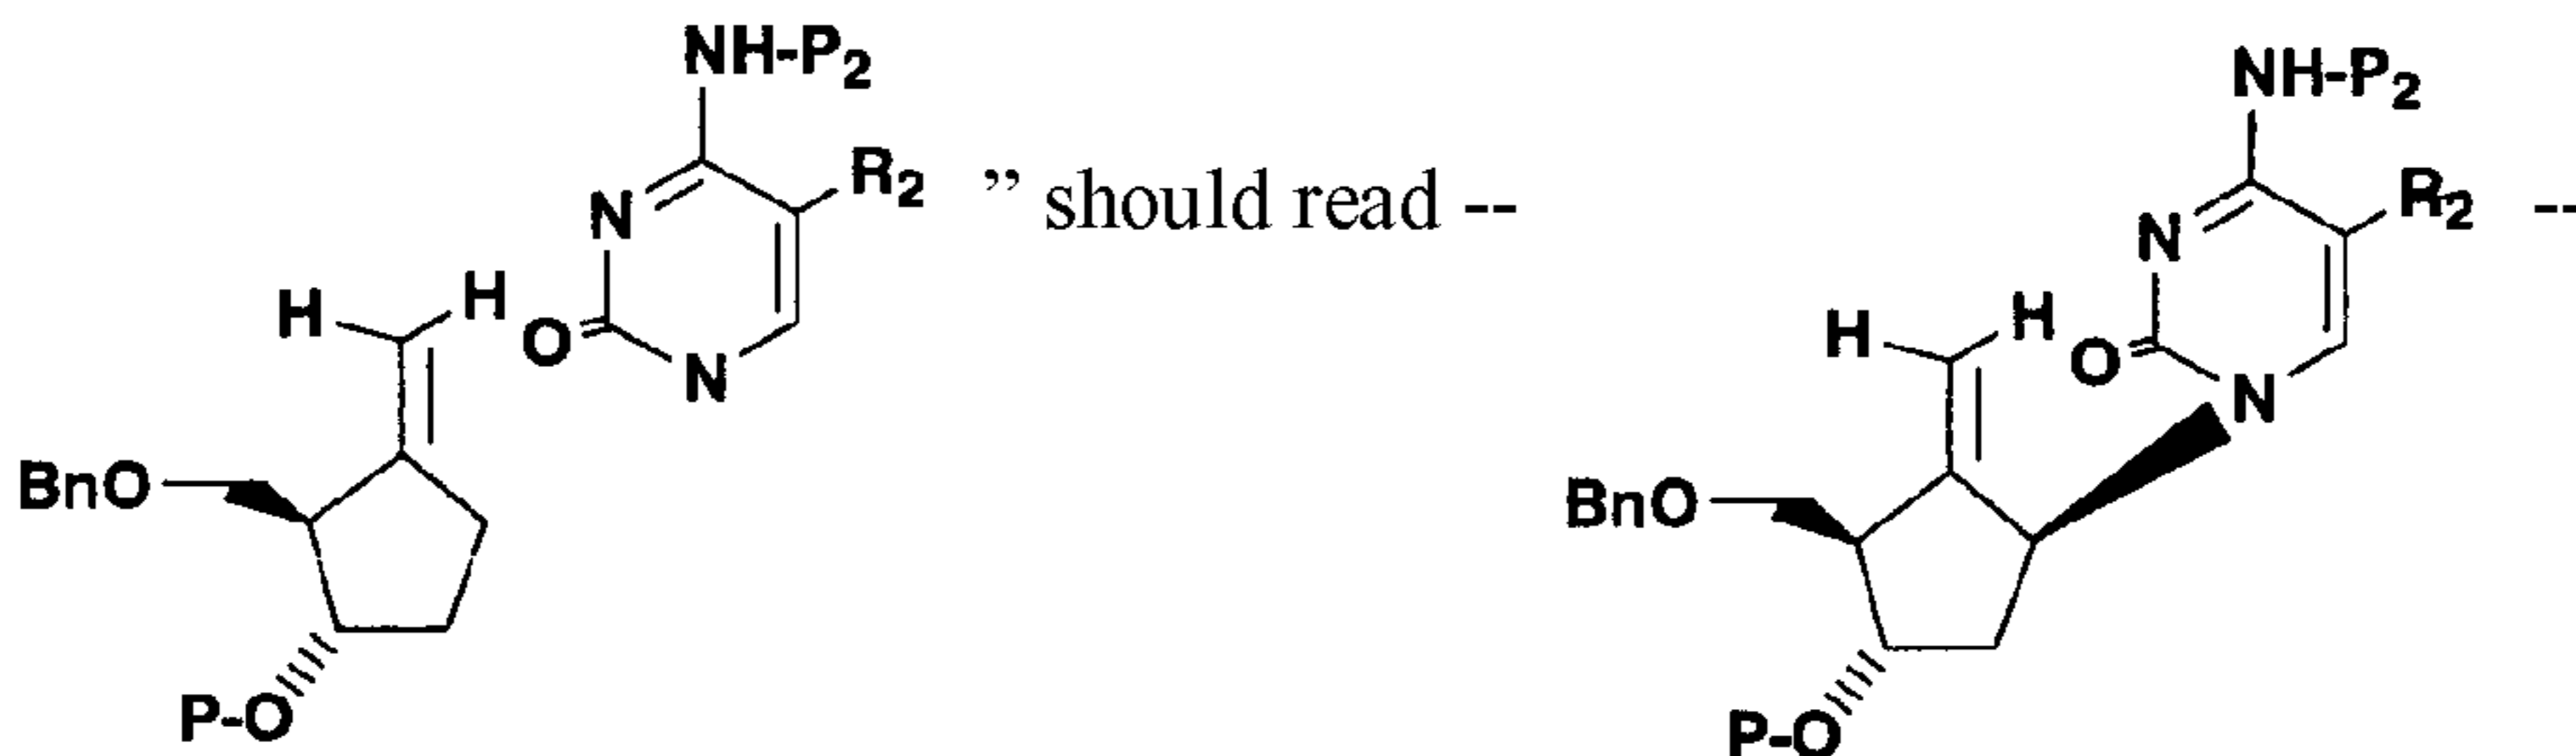 NH-P2
N R2
H H O N
BnO
P-O
” should read --
NH-P2
N R2 --
H H O N
BnO
P-O